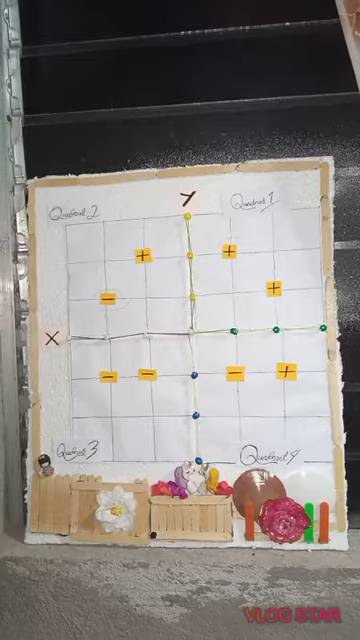 Y
Quadrant 2 Quadrant 1
+ +
- +
X
- - - +
Quadrant 3 Quadrant 4
VLOG STAR